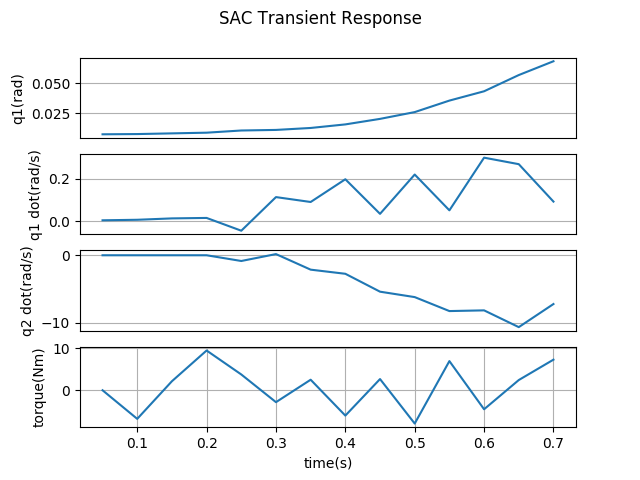 SAC Transient Response
q1(rad)
0.050
0.025
q1 dot(rad/s)
0.2
0.0
q2 dot(rad/s)
0
−10
torque(Nm)
10
0
0.1 0.2 0.3 0.4 0.5 0.6 0.7
time(s)